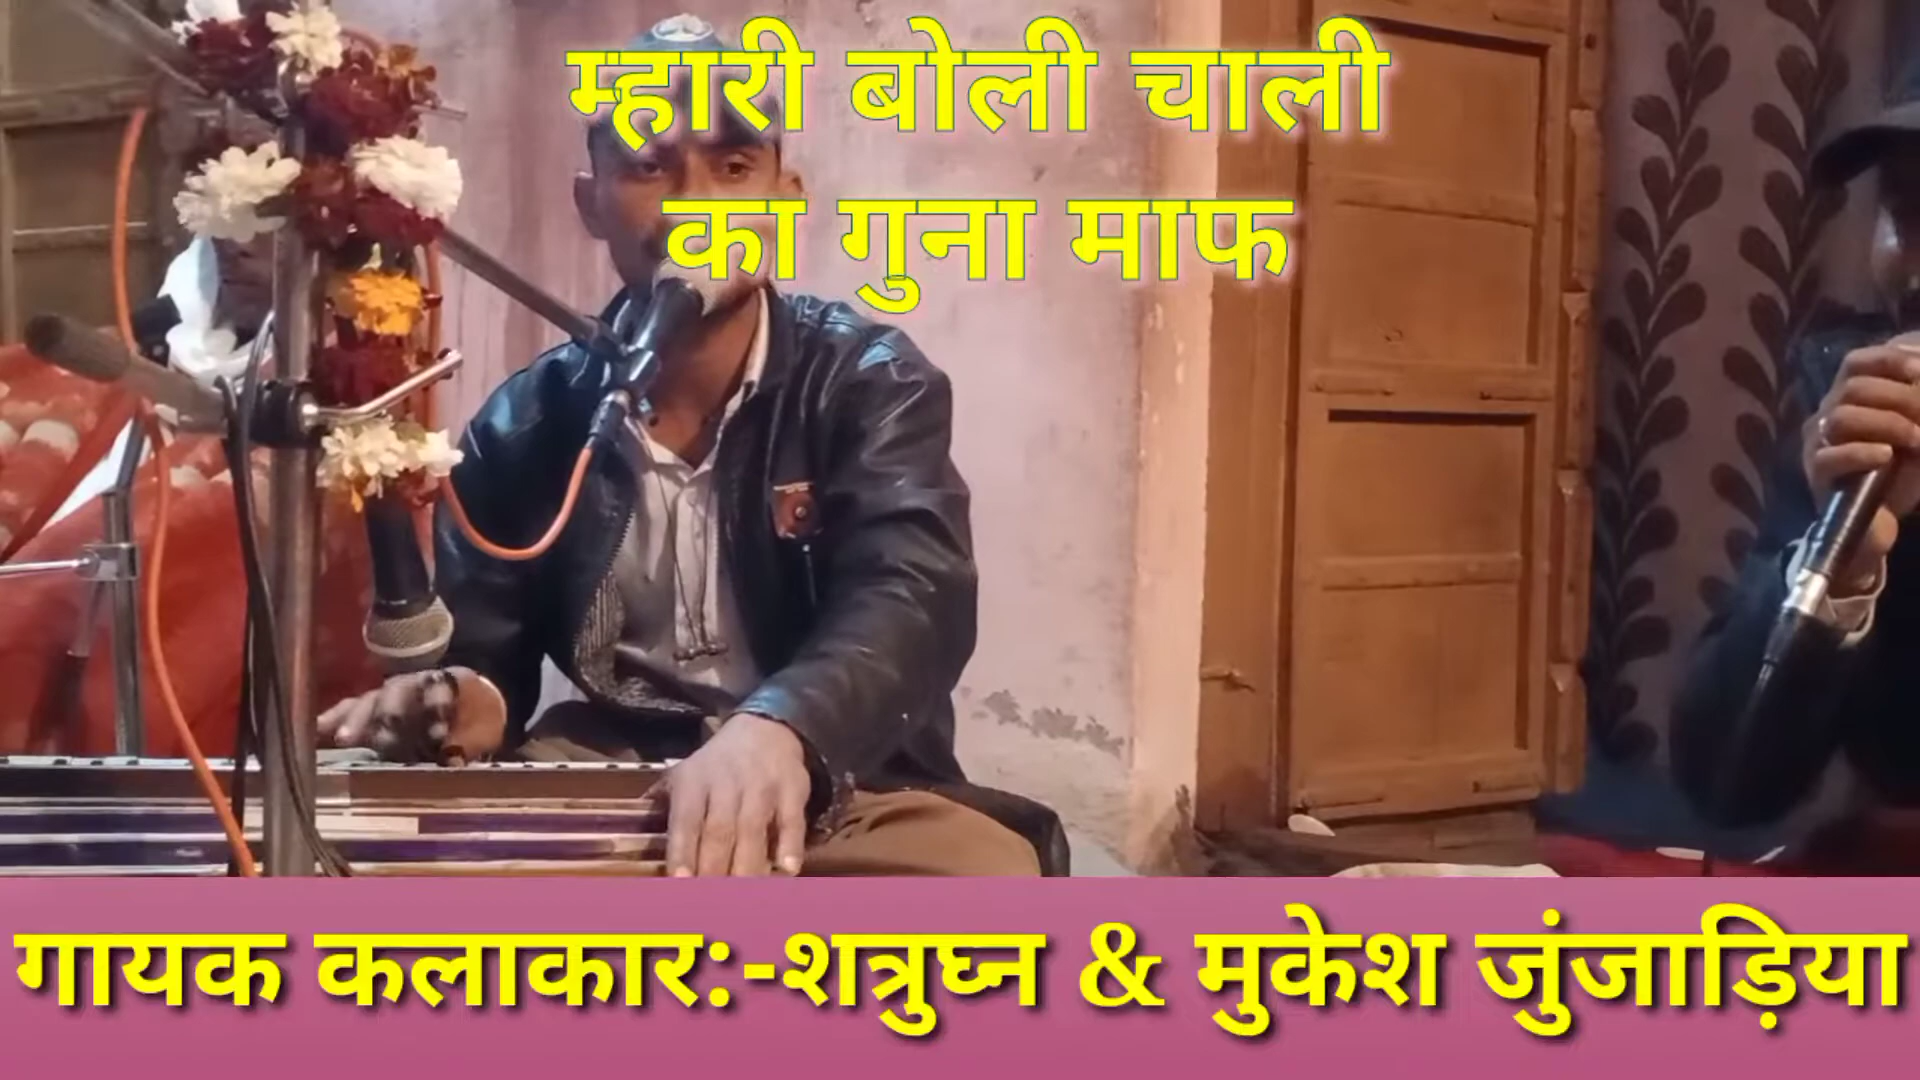 म्हारी बोली चाली
का गुना माफ
गायक कलाकार:-शत्रुघ्न & मुकेश जुंजाड़िया